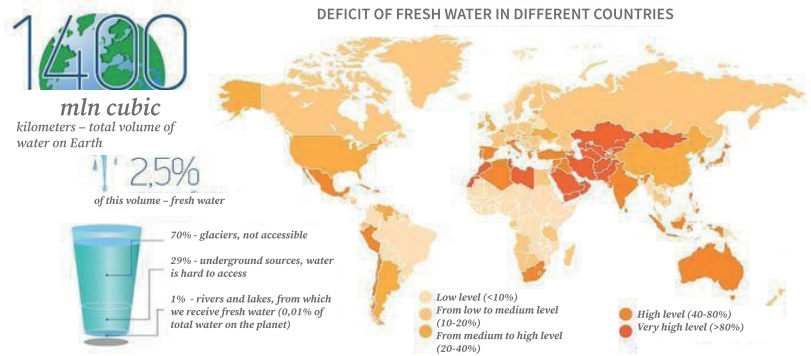 DEFICIT OF FRESH WATER IN DIFFERENT COUNTRIES
1400
mln cubic
kilometers – total volume of
water on Earth
2,5%
of this volume – fresh water
70% - glaciers, not accessible
29% - underground sources, water
is hard to access
1% - rivers and lakes, from which
we receive fresh water (0,01% of
total water on the planet)
Low level (<10%)
From low to medium level
(10-20%)
From medium to high level
(20-40%)
High level (40-80%)
Very high level (>80%)